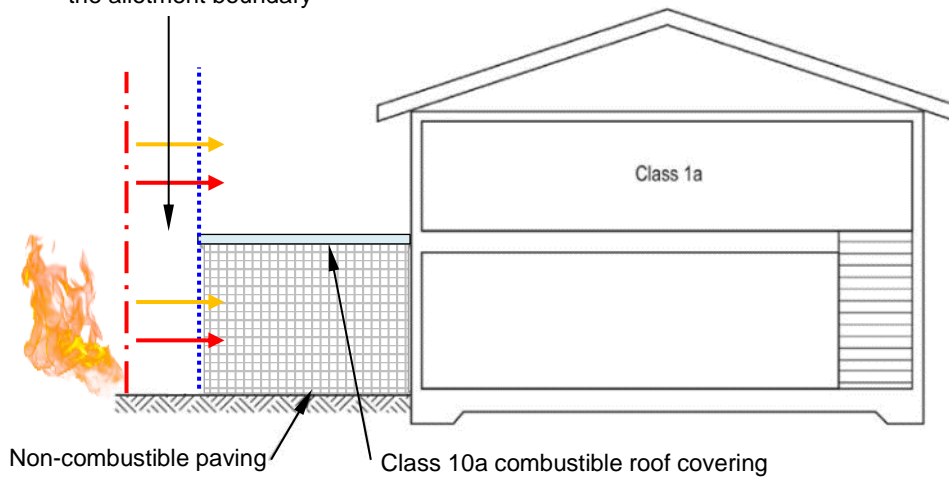 the allotment boundary
Class 1a
Non-combustible paving
Class 10a combustible roof covering